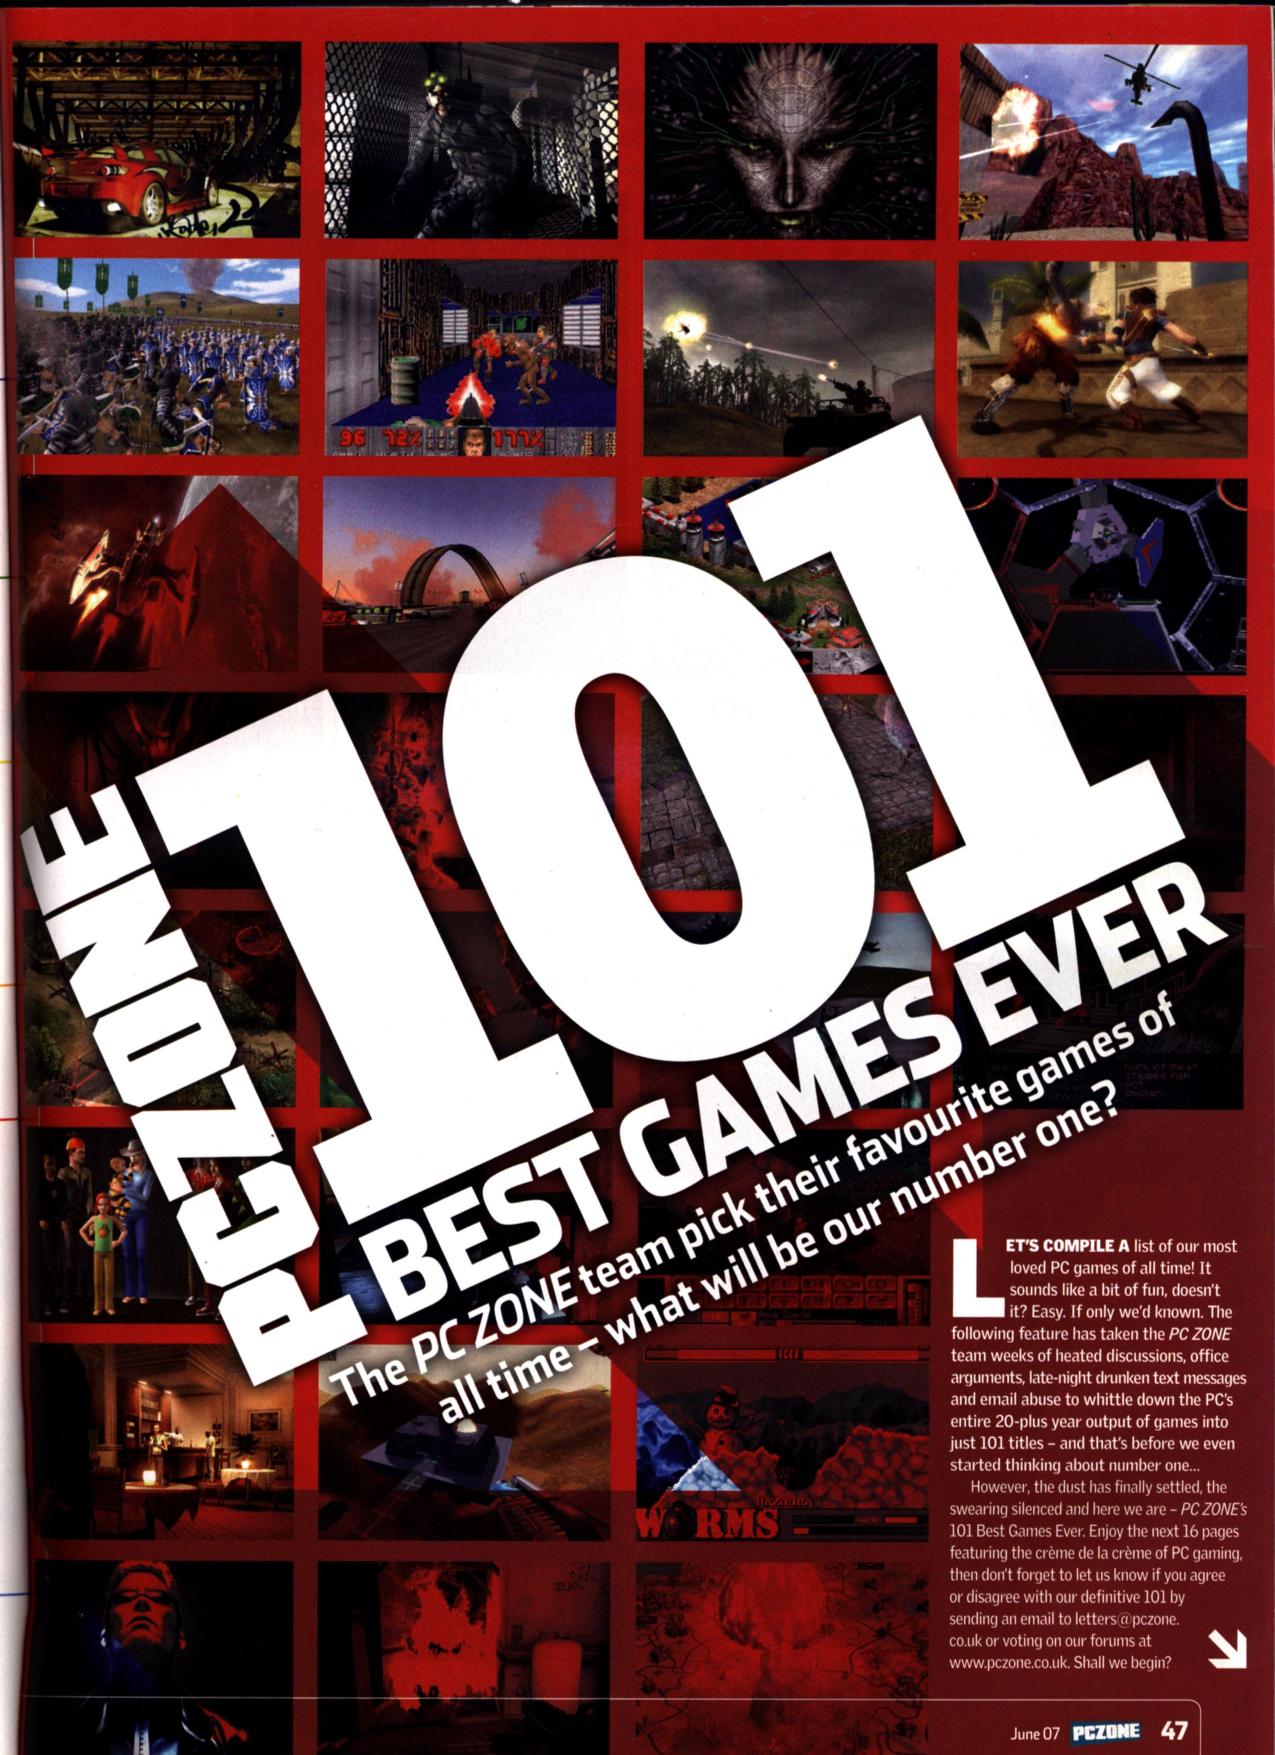 96 72% 177%
PCZONE
101
BEST GAMES EVER
The PC ZONE team pick their favourite games of
all time – what will be our number one?
WORMS
LET'S COMPILE A list of our most
loved PC games of all time! It
sounds like a bit of fun, doesn't
it? Easy. If only we'd known. The
following feature has taken the PC ZONE
team weeks of heated discussions, office
arguments, late-night drunken text messages
and email abuse to whittle down the PC's
entire 20-plus year output of games into
just 101 titles – and that's before we even
started thinking about number one...
However, the dust has finally settled, the
swearing silenced and here we are – PC ZONE's
101 Best Games Ever. Enjoy the next 16 pages
featuring the crème de la crème of PC gaming,
then don't forget to let us know if you agree
or disagree with our definitive 101 by
sending an email to letters@pczone.
co.uk or voting on our forums at
www.pczone.co.uk. Shall we begin?
June 07 PCZONE 47